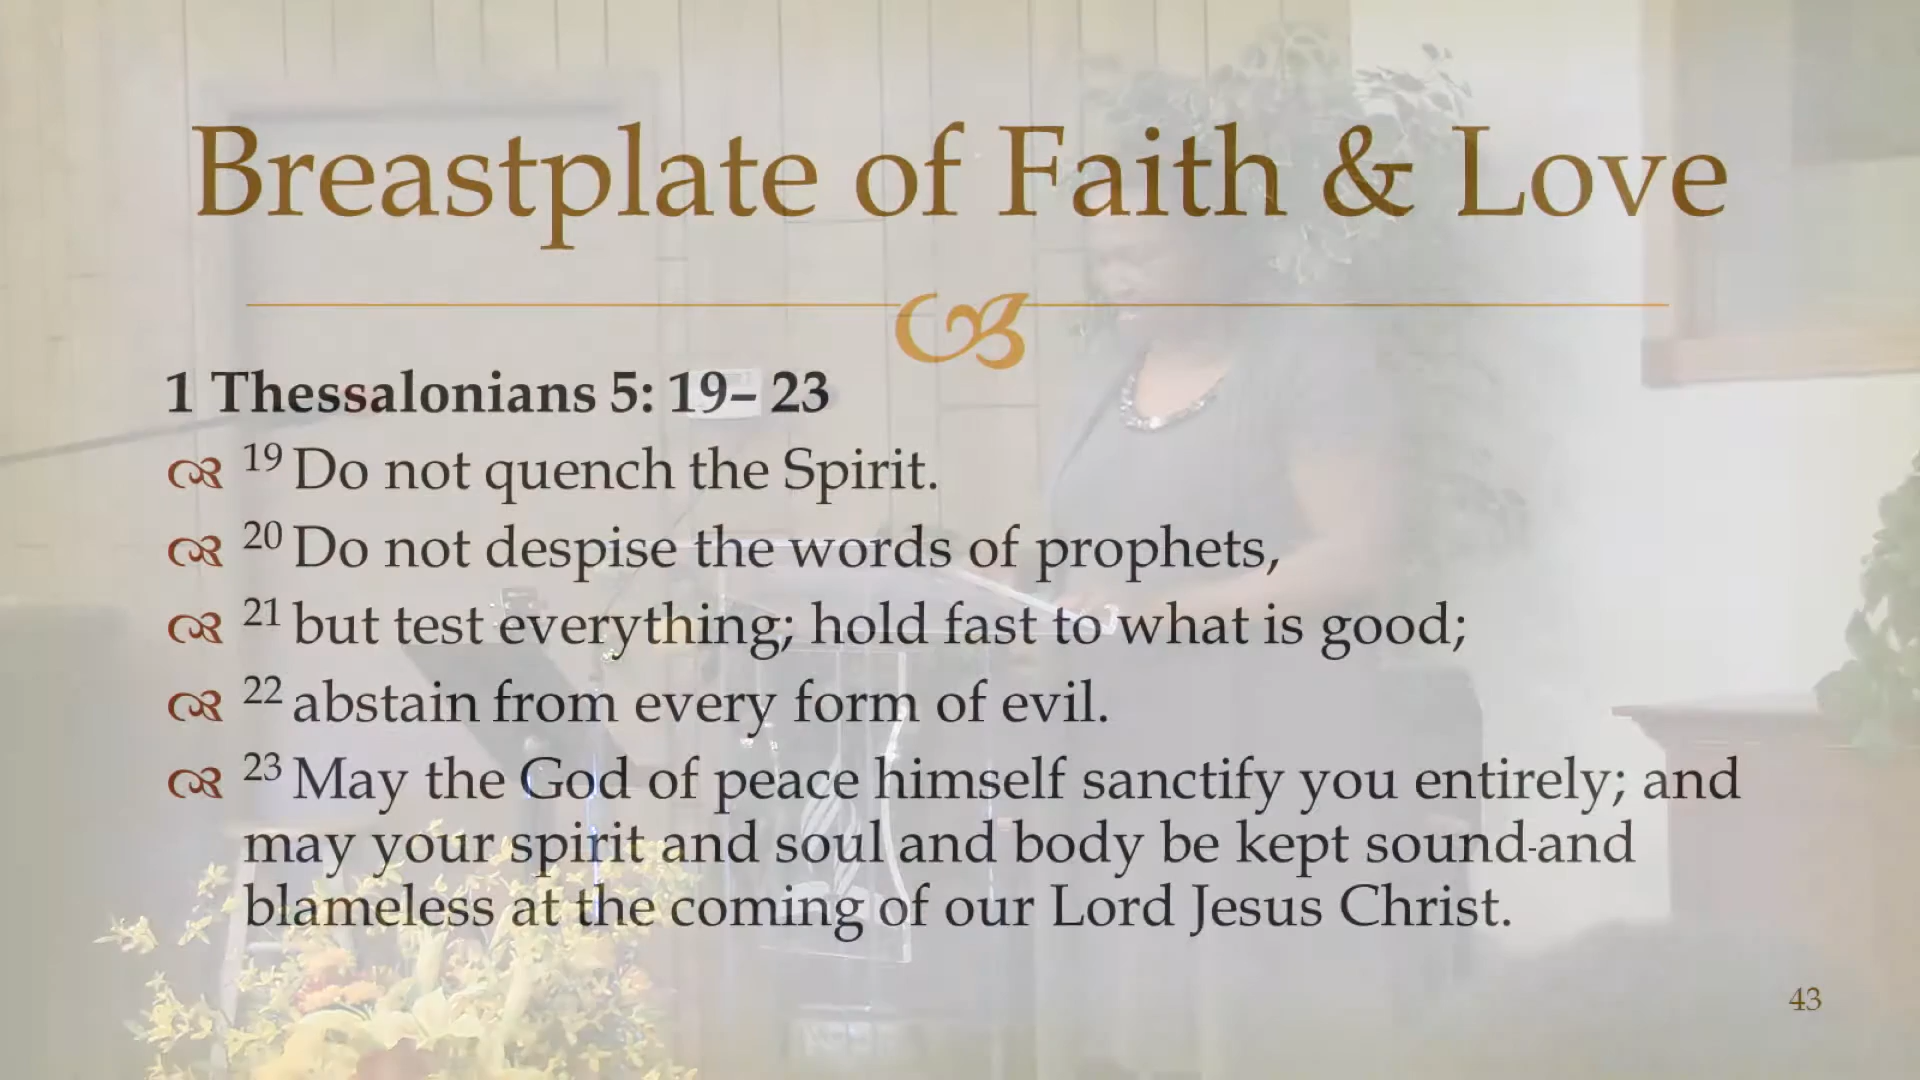 Breastplate of Faith & Love
1 Thessalonians 5: 19– 23
19 Do not quench the Spirit.
20 Do not despise the words of prophets,
21 but test everything; hold fast to what is good;
22 abstain from every form of evil.
23 May the God of peace himself sanctify you entirely; and
may your spirit and soul and body be kept sound and
blameless at the coming of our Lord Jesus Christ.
43